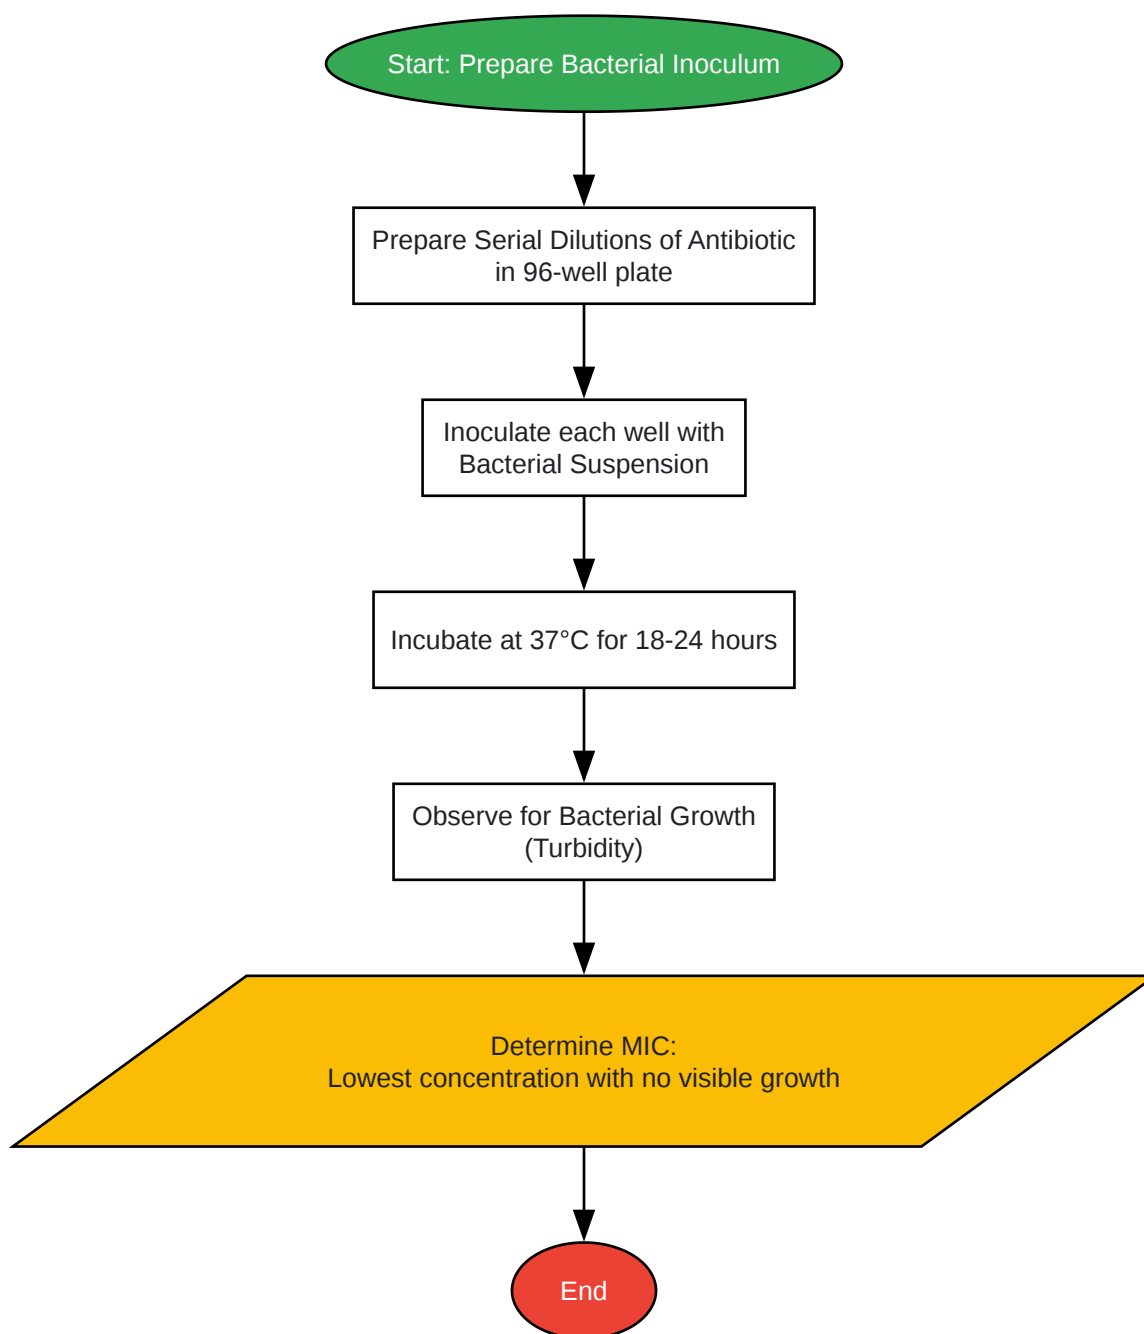 Start: Prepare Bacterial Inoculum
Prepare Serial Dilutions of Antibiotic
in 96-well plate
Inoculate each well with
Bacterial Suspension
Incubate at 37°C for 18-24 hours
Observe for Bacterial Growth
(Turbidity)
Determine MIC:
Lowest concentration with no visible growth
End